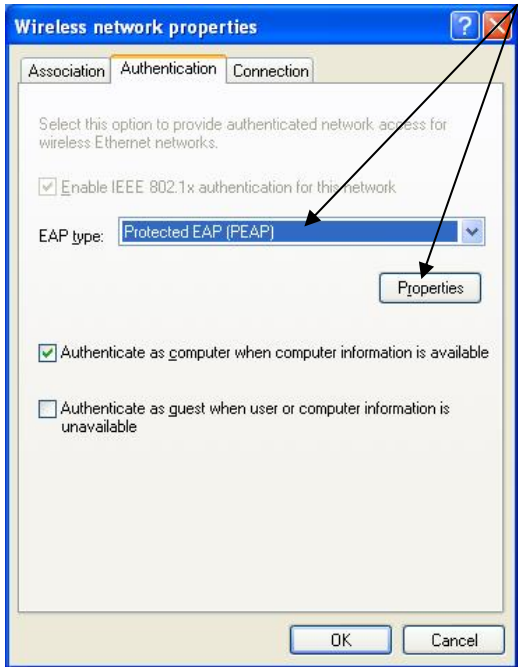 Wireless network properties
Association Authentication Connection
Select this option to provide authenticated network access for
wireless Ethernet networks.
Enable IEEE 802.1x authentication for this network
EAP type: Protected EAP (PEAP)
Properties
Authenticate as computer when computer information is available
Authenticate as guest when user or computer information is
unavailable
OK Cancel